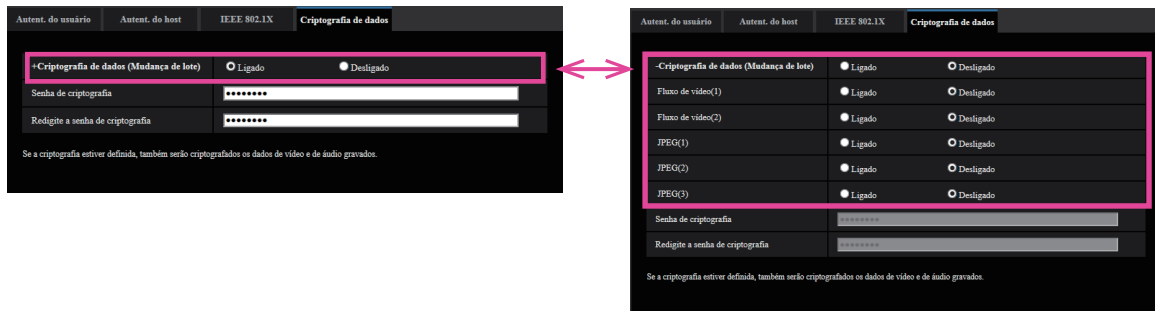 Autent. do usuário Autent. do host IEEE 802.1X Criptografia de dados
+Criptografia de dados (Mudança de lote) Ligado Desligado
Senha de criptografia ••••••••
Redigite a senha de criptografia ••••••••
Se a criptografia estiver definida, também serão criptografados os dados de vídeo e de áudio gravados.
Autent. do usuário Autent. do host IEEE 802.1X Criptografia de dados
-Criptografia de dados (Mudança de lote) Ligado Desligado
Fluxo de vídeo(1) Ligado Desligado
Fluxo de vídeo(2) Ligado Desligado
JPEG(1) Ligado Desligado
JPEG(2) Ligado Desligado
JPEG(3) Ligado Desligado
Senha de criptografia ••••••••
Redigite a senha de criptografia ••••••••
Se a criptografia estiver definida, também serão criptografados os dados de vídeo e de áudio gravados.